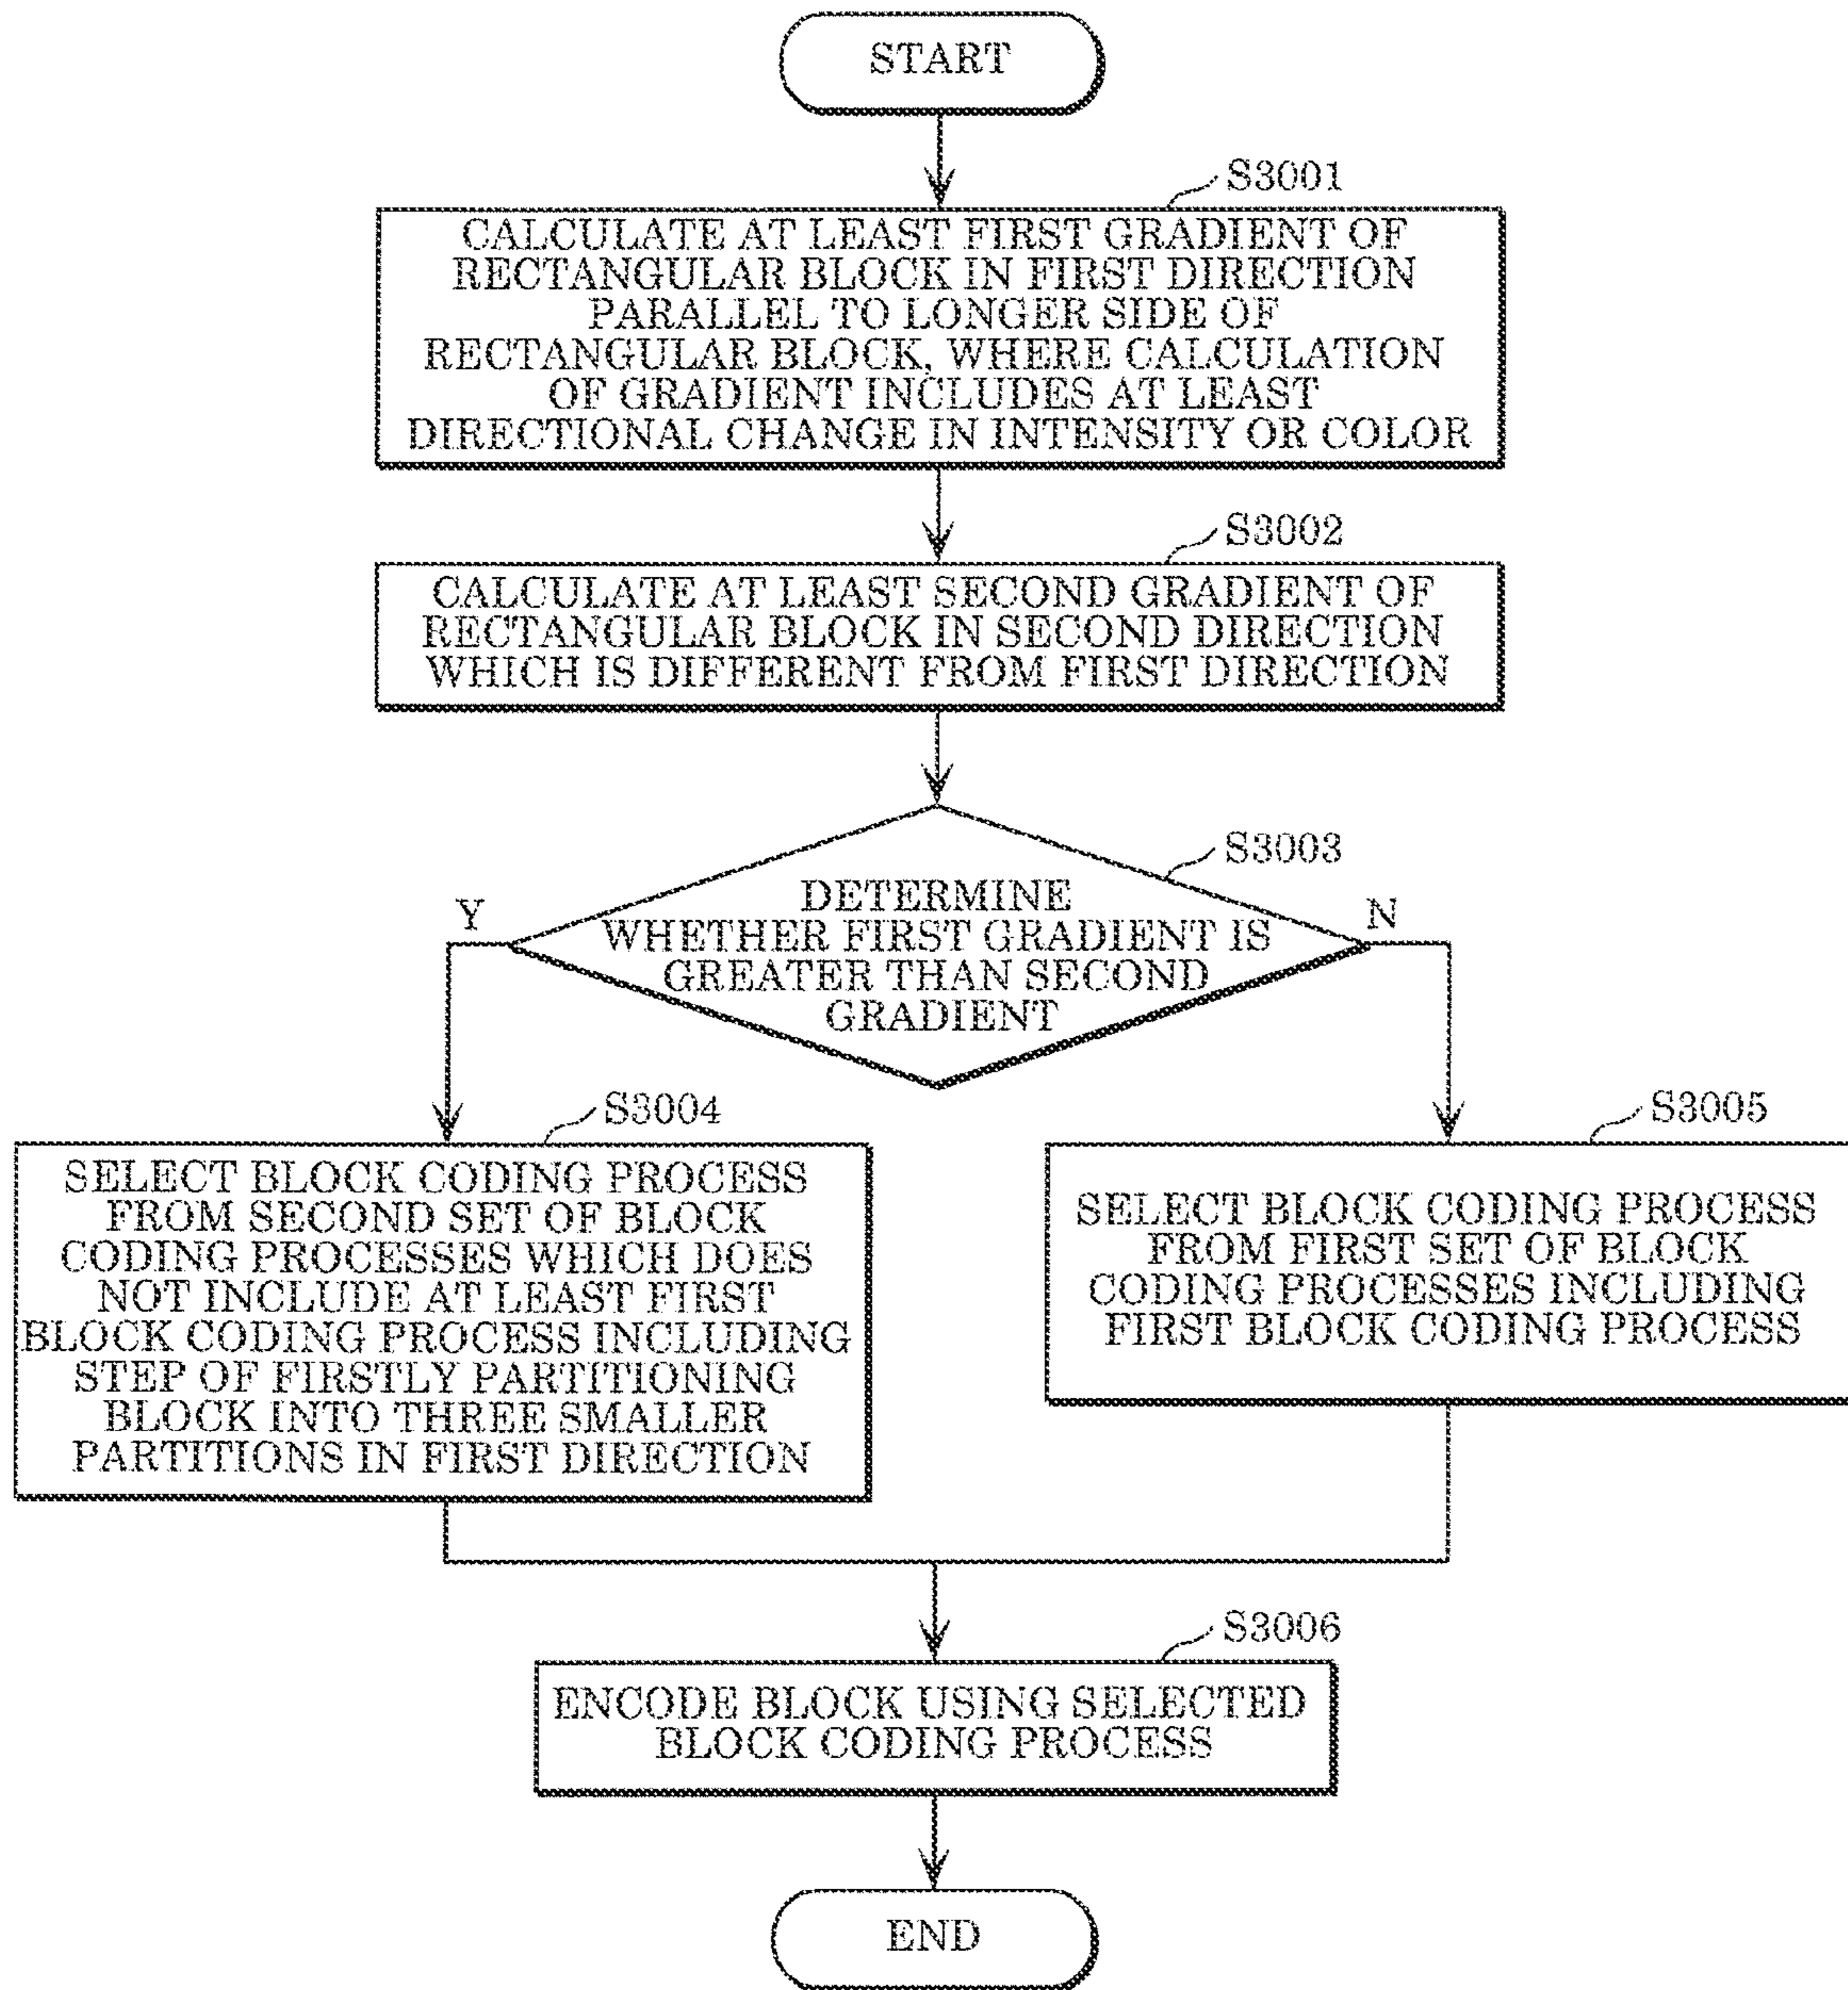 START
S3001
CALCULATE AT LEAST FIRST GRADIENT OF
RECTANGULAR BLOCK IN FIRST DIRECTION
PARALLEL TO LONGER SIDE OF
RECTANGULAR BLOCK, WHERE CALCULATION
OF GRADIENT INCLUDES AT LEAST
DIRECTIONAL CHANGE IN INTENSITY OR COLOR
S3002
CALCULATE AT LEAST SECOND GRADIENT OF
RECTANGULAR BLOCK IN SECOND DIRECTION
WHICH IS DIFFERENT FROM FIRST DIRECTION
S3003
DETERMINE
WHETHER FIRST GRADIENT IS
GREATER THAN SECOND
GRADIENT
Y
N
S3004
SELECT BLOCK CODING PROCESS
FROM SECOND SET OF BLOCK
CODING PROCESSES WHICH DOES
NOT INCLUDE AT LEAST FIRST
BLOCK CODING PROCESS INCLUDING
STEP OF FIRSTLY PARTITIONING
BLOCK INTO THREE SMALLER
PARTITIONS IN FIRST DIRECTION
S3005
SELECT BLOCK CODING PROCESS
FROM FIRST SET OF BLOCK
CODING PROCESSES INCLUDING
FIRST BLOCK CODING PROCESS
S3006
ENCODE BLOCK USING SELECTED
BLOCK CODING PROCESS
END